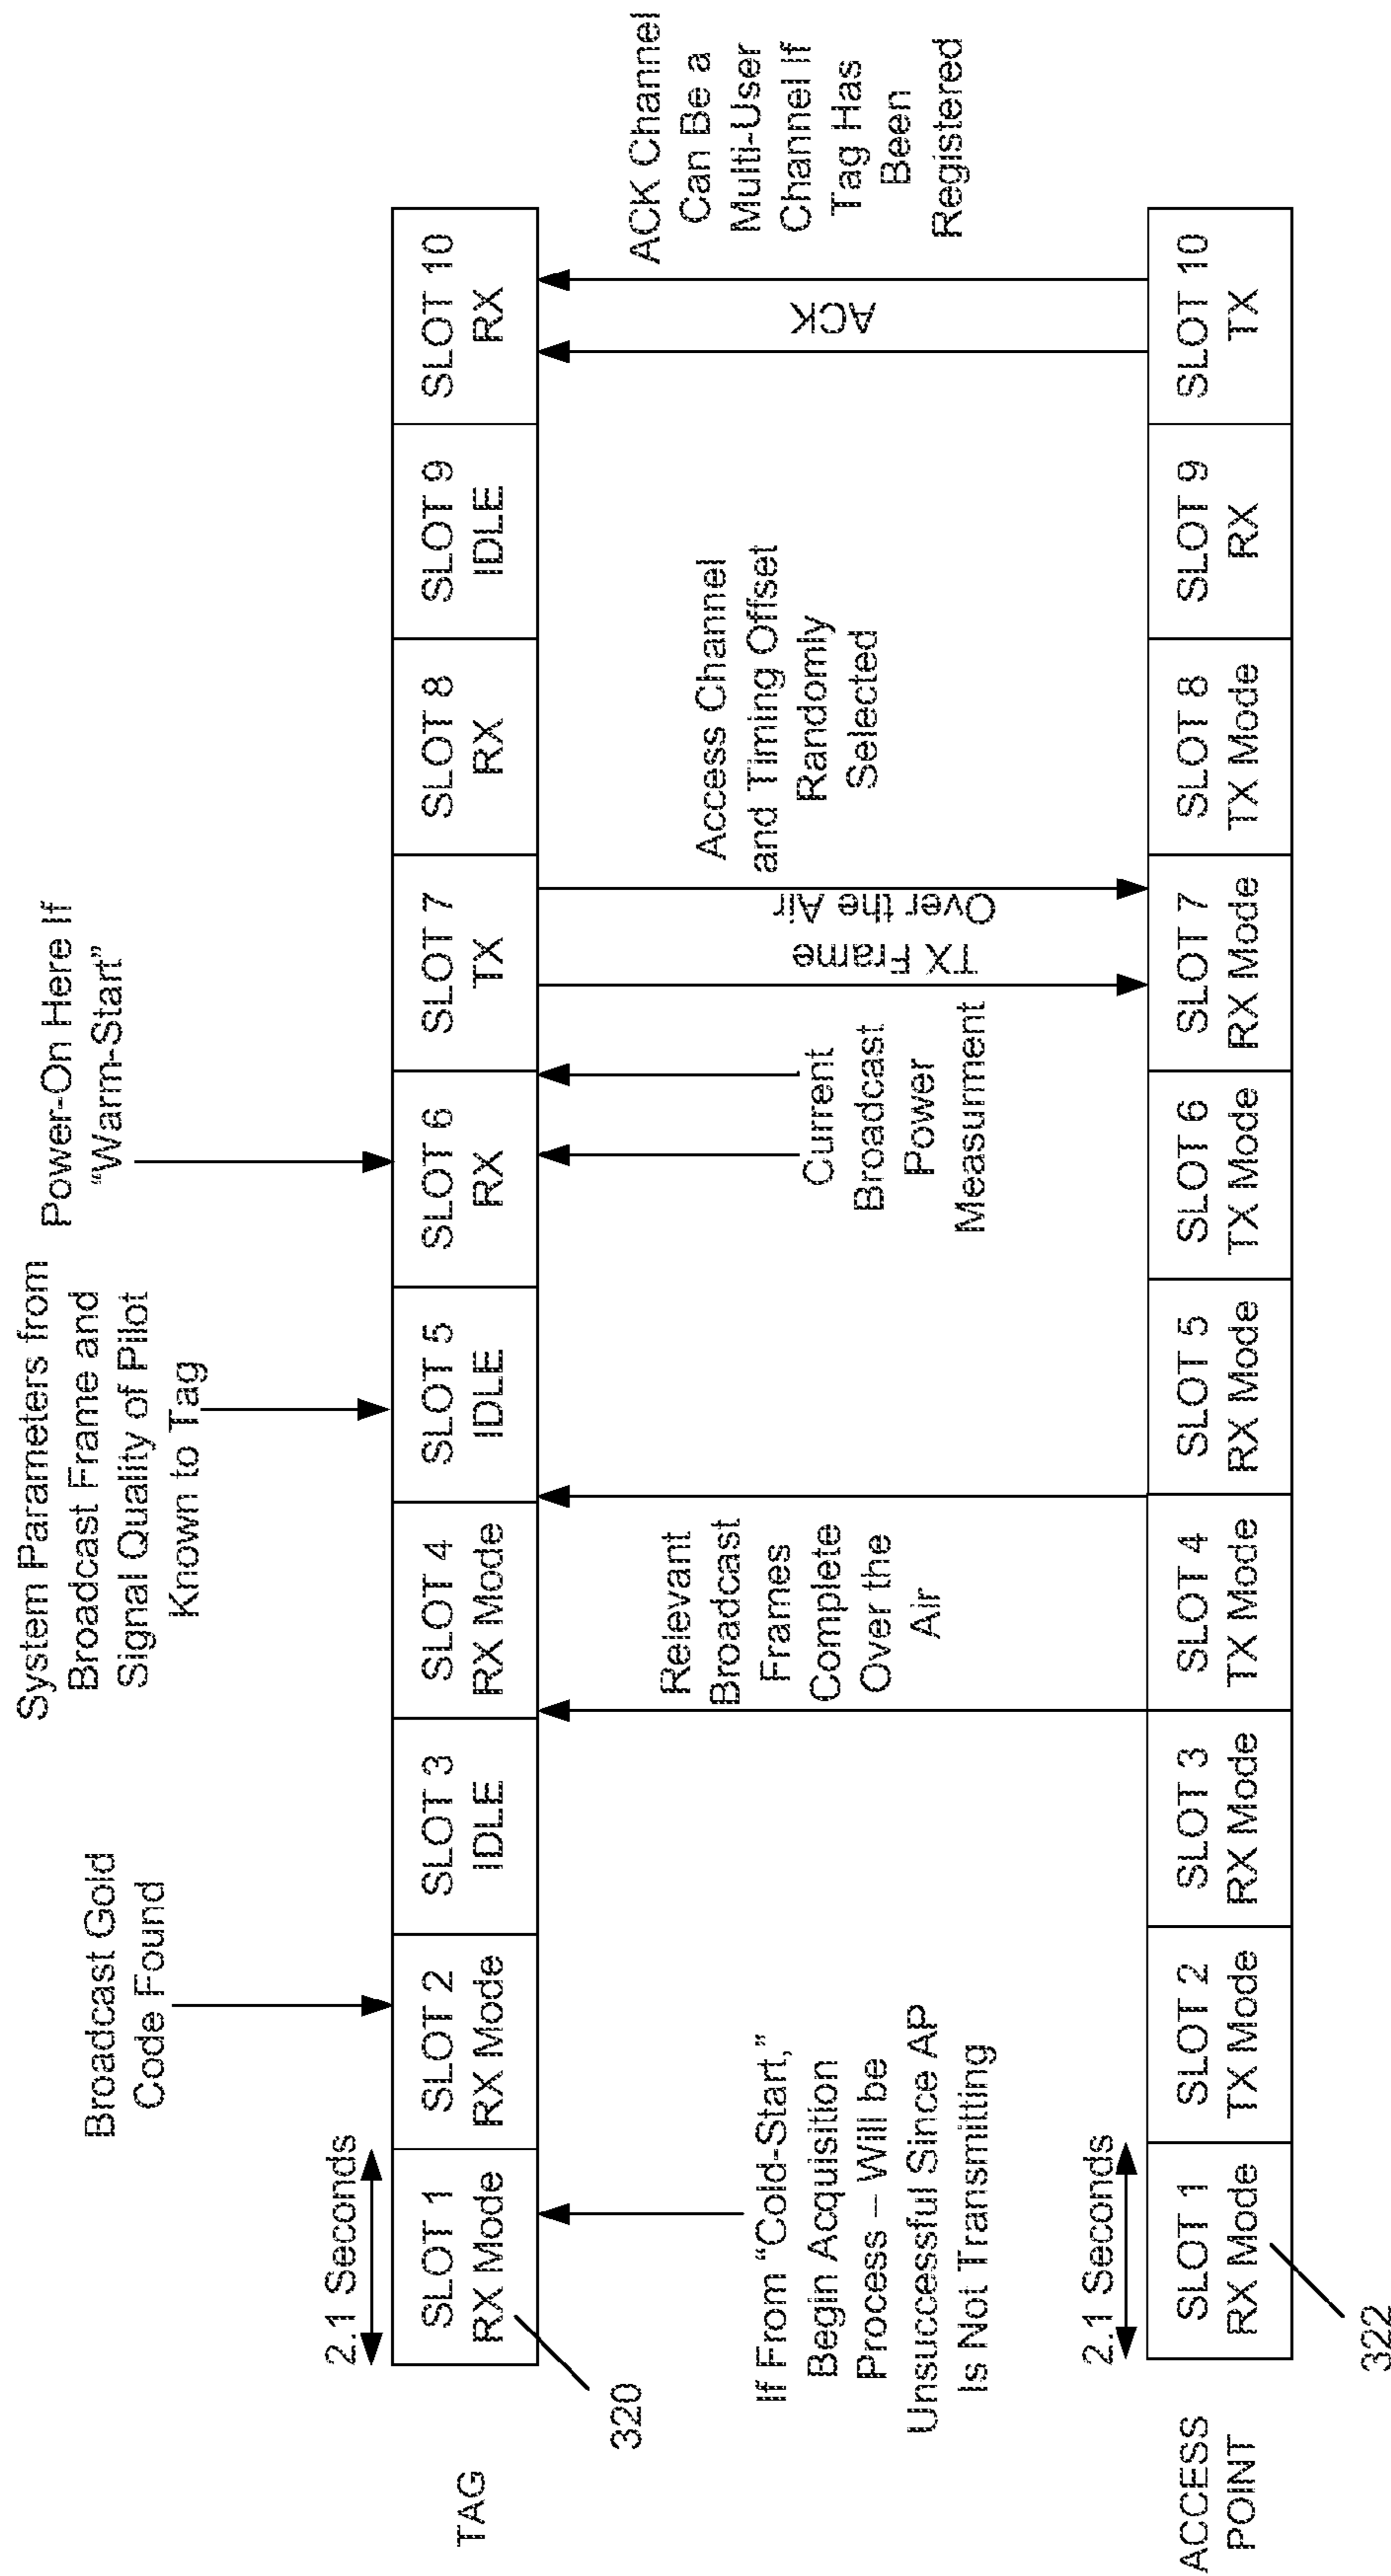 System Parameters from
Broadcast Frame and
Signal Quality of Pilot
Known to Tag
Power-On Here If
“Warm-Start”
Broadcast Gold
Code Found
2.1 Seconds
TAG
SLOT 1
RX Mode
SLOT 2
RX Mode
SLOT 3
IDLE
SLOT 4
RX Mode
SLOT 5
IDLE
SLOT 6
RX
SLOT 7
TX
SLOT 8
RX
SLOT 9
IDLE
SLOT 10
RX
320
If From “Cold-Start,”
Begin Acquisition
Process – Will be
Unsuccessful Since AP
Is Not Transmitting
Relevant
Broadcast
Frames
Complete
Over the
Air
Current
Broadcast
Power
Measurment
TX Frame
Over the Air
Access Channel
and Timing Offset
Randomly
Selected
ACK
ACK Channel
Can Be a
Multi-User
Channel If
Tag Has
Been
Registered
2.1 Seconds
ACCESS
POINT
SLOT 1
RX Mode
SLOT 2
TX Mode
SLOT 3
RX Mode
SLOT 4
TX Mode
SLOT 5
RX Mode
SLOT 6
TX Mode
SLOT 7
RX Mode
SLOT 8
TX Mode
SLOT 9
RX
SLOT 10
TX
322